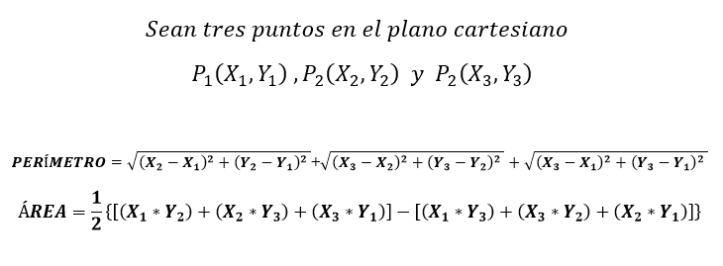 Sean tres puntos en el plano cartesiano
P₁(X₁, Y₁) , P₂(X₂, Y₂) y P₂(X₃, Y₃)
PERÍMETRO = √(X₂ − X₁)² + (Y₂ − Y₁)² +√(X₃ − X₂)² + (Y₃ − Y₂)² + √(X₃ − X₁)² + (Y₃ − Y₁)²
ÁREA = 1/2 {[(X₁ * Y₂) + (X₂ * Y₃) + (X₃ * Y₁)] − [(X₁ * Y₃) + (X₃ * Y₂) + (X₂ * Y₁)]}